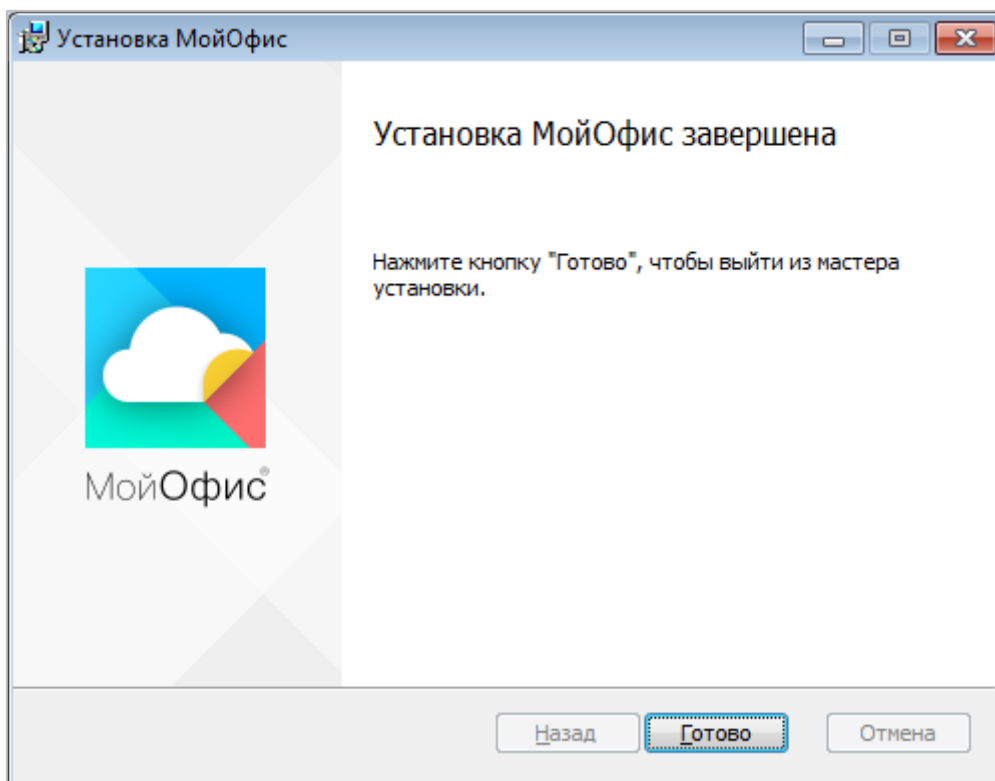 Установка МойОфис
Установка МойОфис завершена
Нажмите кнопку "Готово", чтобы выйти из мастера
установки.
МойОфис®
Назад
Готово
Отмена